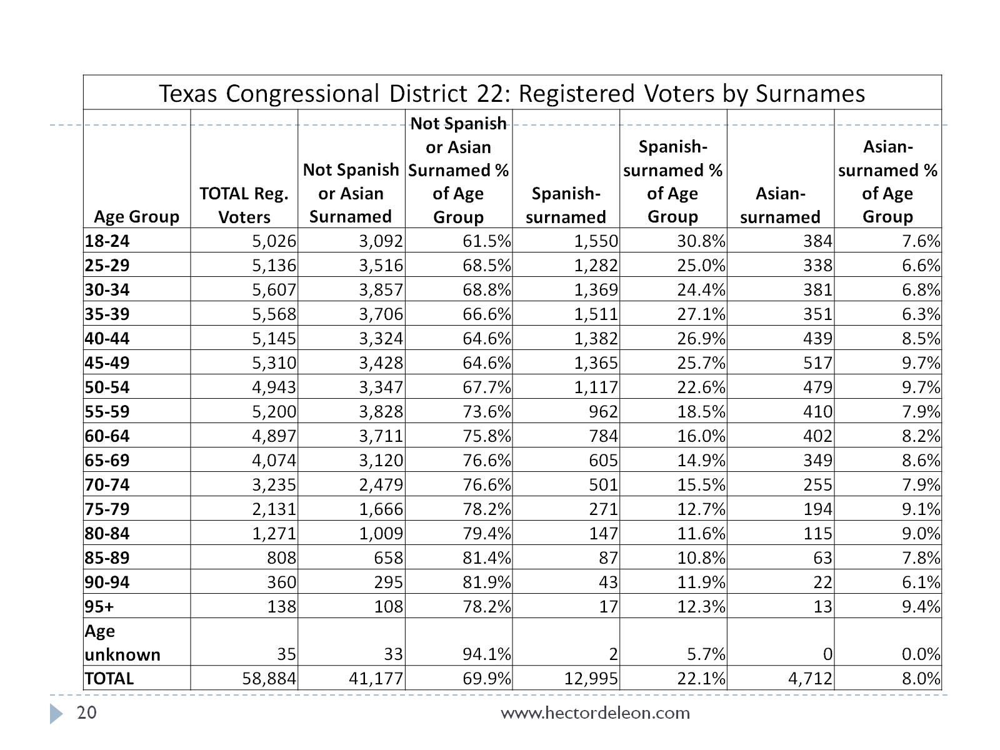 Texas Congressional District 22: Registered Voters by Surnames
Age Group TOTAL Reg. Voters Not Spanish or Asian Surnamed Not Spanish or Asian Surnamed % of Age Group Spanish-surnamed Spanish-surnamed % of Age Group Asian-surnamed Asian-surnamed % of Age Group
18-24 5,026 3,092 61.5% 1,550 30.8% 384 7.6%
25-29 5,136 3,516 68.5% 1,282 25.0% 338 6.6%
30-34 5,607 3,857 68.8% 1,369 24.4% 381 6.8%
35-39 5,568 3,706 66.6% 1,511 27.1% 351 6.3%
40-44 5,145 3,324 64.6% 1,382 26.9% 439 8.5%
45-49 5,310 3,428 64.6% 1,365 25.7% 517 9.7%
50-54 4,943 3,347 67.7% 1,117 22.6% 479 9.7%
55-59 5,200 3,828 73.6% 962 18.5% 410 7.9%
60-64 4,897 3,711 75.8% 784 16.0% 402 8.2%
65-69 4,074 3,120 76.6% 605 14.9% 349 8.6%
70-74 3,235 2,479 76.6% 501 15.5% 255 7.9%
75-79 2,131 1,666 78.2% 271 12.7% 194 9.1%
80-84 1,271 1,009 79.4% 147 11.6% 115 9.0%
85-89 808 658 81.4% 87 10.8% 63 7.8%
90-94 360 295 81.9% 43 11.9% 22 6.1%
95+ 138 108 78.2% 17 12.3% 13 9.4%
Age unknown 35 33 94.1% 2 5.7% 0 0.0%
TOTAL 58,884 41,177 69.9% 12,995 22.1% 4,712 8.0%
20 www.hectordeleon.com